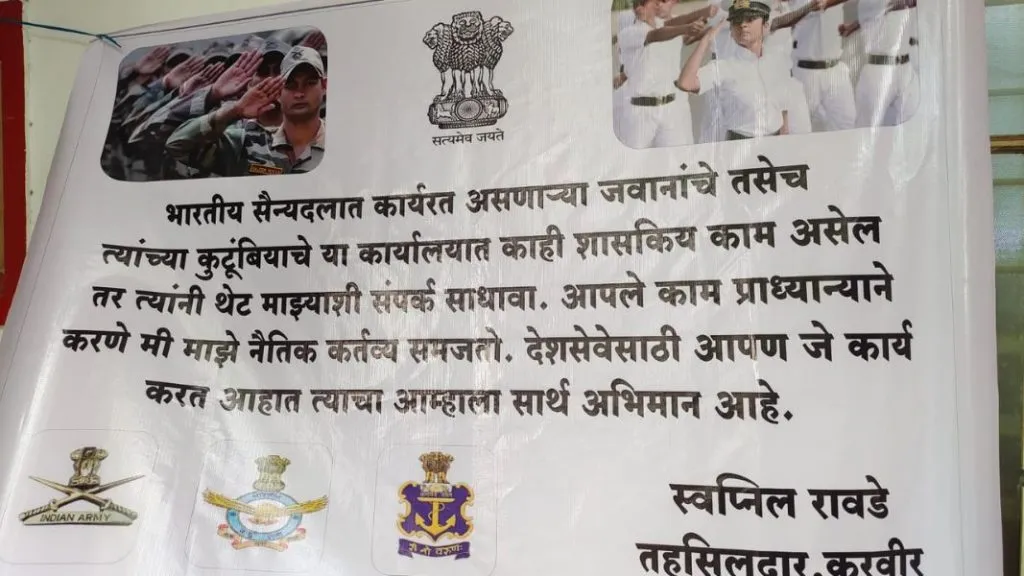 सत्यमेव जयते
भारतीय सैन्यदलात कार्यरत असणाऱ्या जवानांचे तसेच
त्यांच्या कुटूंबियाचे या कार्यालयात काही शासकिय काम असेल
तर त्यांनी थेट माझ्याशी संपर्क साधावा. आपले काम प्राध्यान्याने
करणे मी माझे नैतिक कर्तव्य समजतो. देशसेवेसाठी आपण जे कार्य
करत आहात त्याचा आम्हाला सार्थ अभिमान आहे.
INDIAN ARMY
शं नो वरुणः
स्वप्निल रावडे
तहसिलदार, करवीर